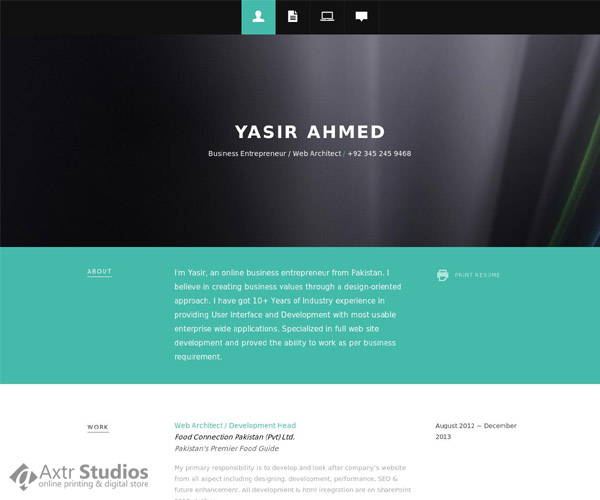 YASIR AHMED
Business Entrepreneur / Web Architect / +92 345 245 9468
ABOUT
I'm Yasir, an online business entrepreneur from Pakistan. I
believe in creating business values through a design-oriented
approach. I have got 10+ Years of Industry experience in
providing User Interface and Development with most usable
enterprise wide applications. Specialized in full web site
development and proved the ability to work as per business
requirement.
PRINT RESUME
WORK
Web Architect / Development Head
Food Connection Pakistan (Pvt) Ltd.
Pakistan's Premier Food Guide
August 2012 – December
2013
My primary responsibility is to develop and look after company's website
from all aspect including designing, development, performance, SEO &
future enhancement. All development & html integration are on SharePoint
Axtr Studios
online printing & digital store